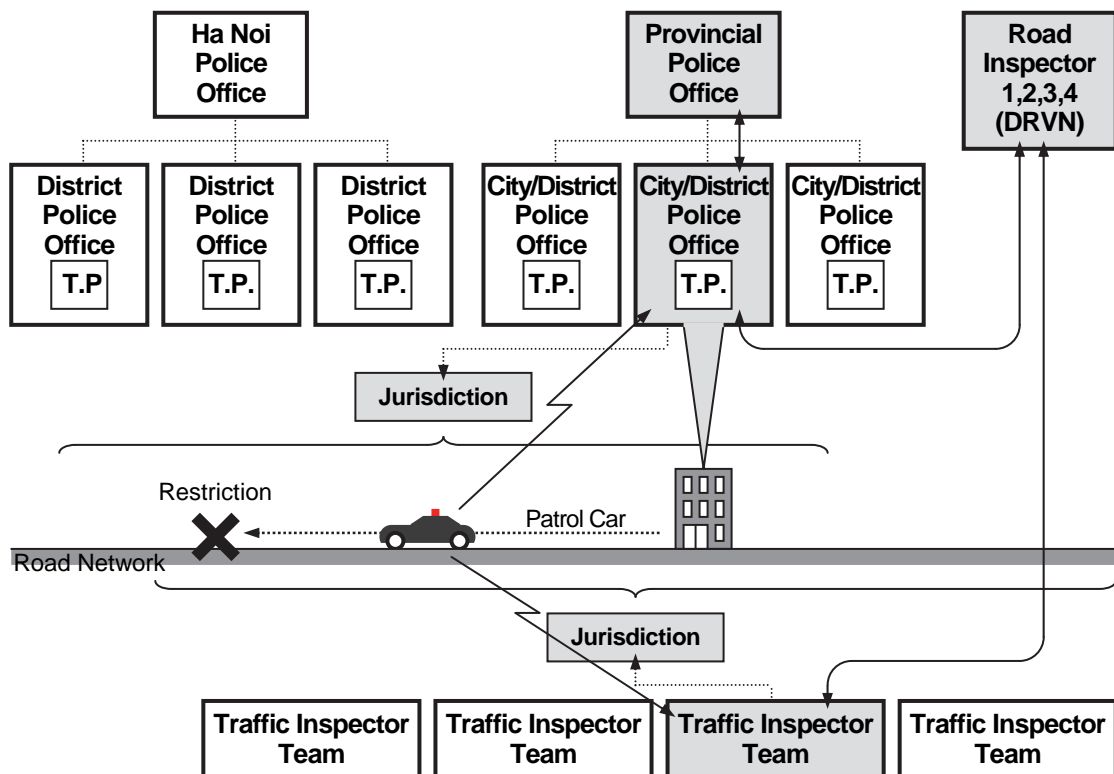 Ha Noi
Police
Office
Provincial
Police
Office
Road
Inspector
1,2,3,4
(DRVN)
District
Police
Office
T.P
District
Police
Office
T.P.
District
Police
Office
T.P.
City/District
Police
Office
T.P.
City/District
Police
Office
T.P.
City/District
Police
Office
T.P.
Jurisdiction
Restriction
Patrol Car
Road Network
Jurisdiction
Traffic Inspector
Team
Traffic Inspector
Team
Traffic Inspector
Team
Traffic Inspector
Team